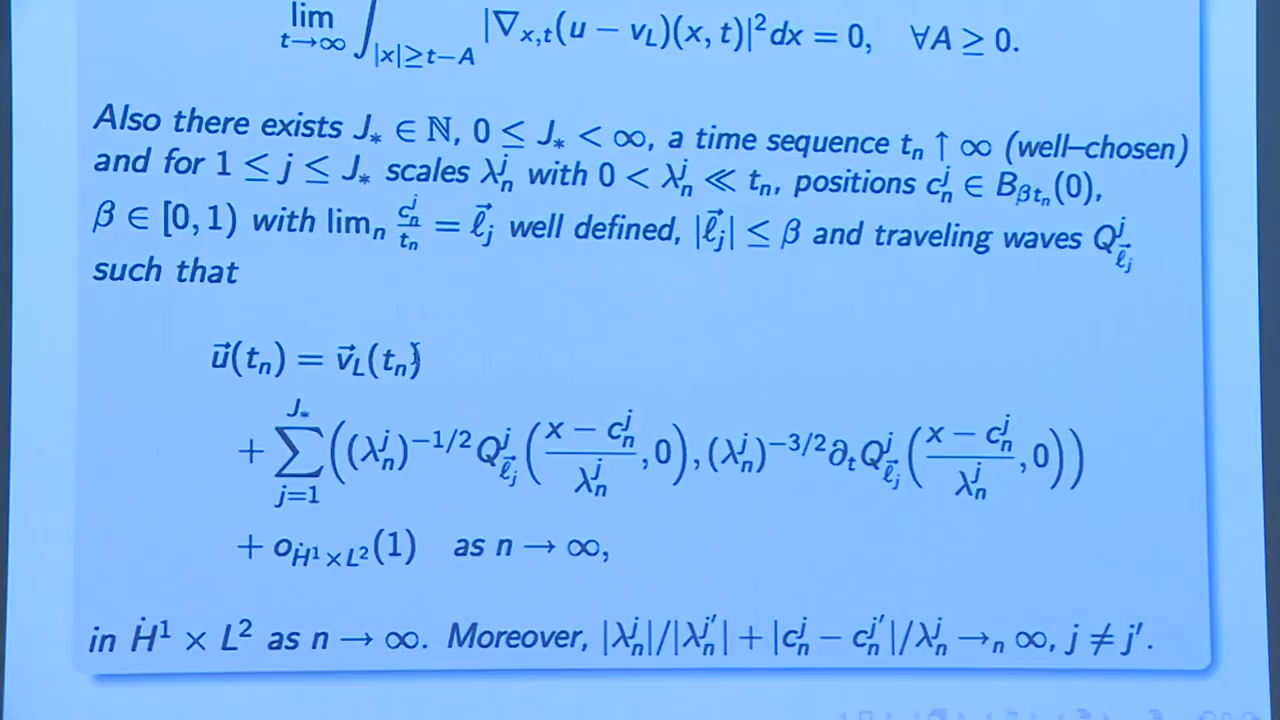 lim_{t→∞} ∫_{|x|≥t−A} |∇_{x,t}(u − v_L)(x, t)|² dx = 0, ∀A ≥ 0.
Also there exists J_* ∈ ℕ, 0 ≤ J_* < ∞, a time sequence t_n ↑ ∞ (well–chosen)
and for 1 ≤ j ≤ J_* scales λ_n^j with 0 < λ_n^j ≪ t_n, positions c_n^j ∈ B_{βt_n}(0),
β ∈ [0, 1) with lim_n c_n^j/t_n = ℓ⃗_j well defined, |ℓ⃗_j| ≤ β and traveling waves Q^j_{ℓ⃗_j}
such that
u⃗(t_n) = v⃗_L(t_n)
+ ∑_{j=1}^{J_*} ((λ_n^j)^{−1/2} Q^j_{ℓ⃗_j}((x − c_n^j)/λ_n^j, 0), (λ_n^j)^{−3/2} ∂_t Q^j_{ℓ⃗_j}((x − c_n^j)/λ_n^j, 0))
+ o_{Ḣ¹×L²}(1) as n → ∞,
in Ḣ¹ × L² as n → ∞. Moreover, |λ_n^j|/|λ_n^{j′}| + |c_n^j − c_n^{j′}|/λ_n^j →_n ∞, j ≠ j′.